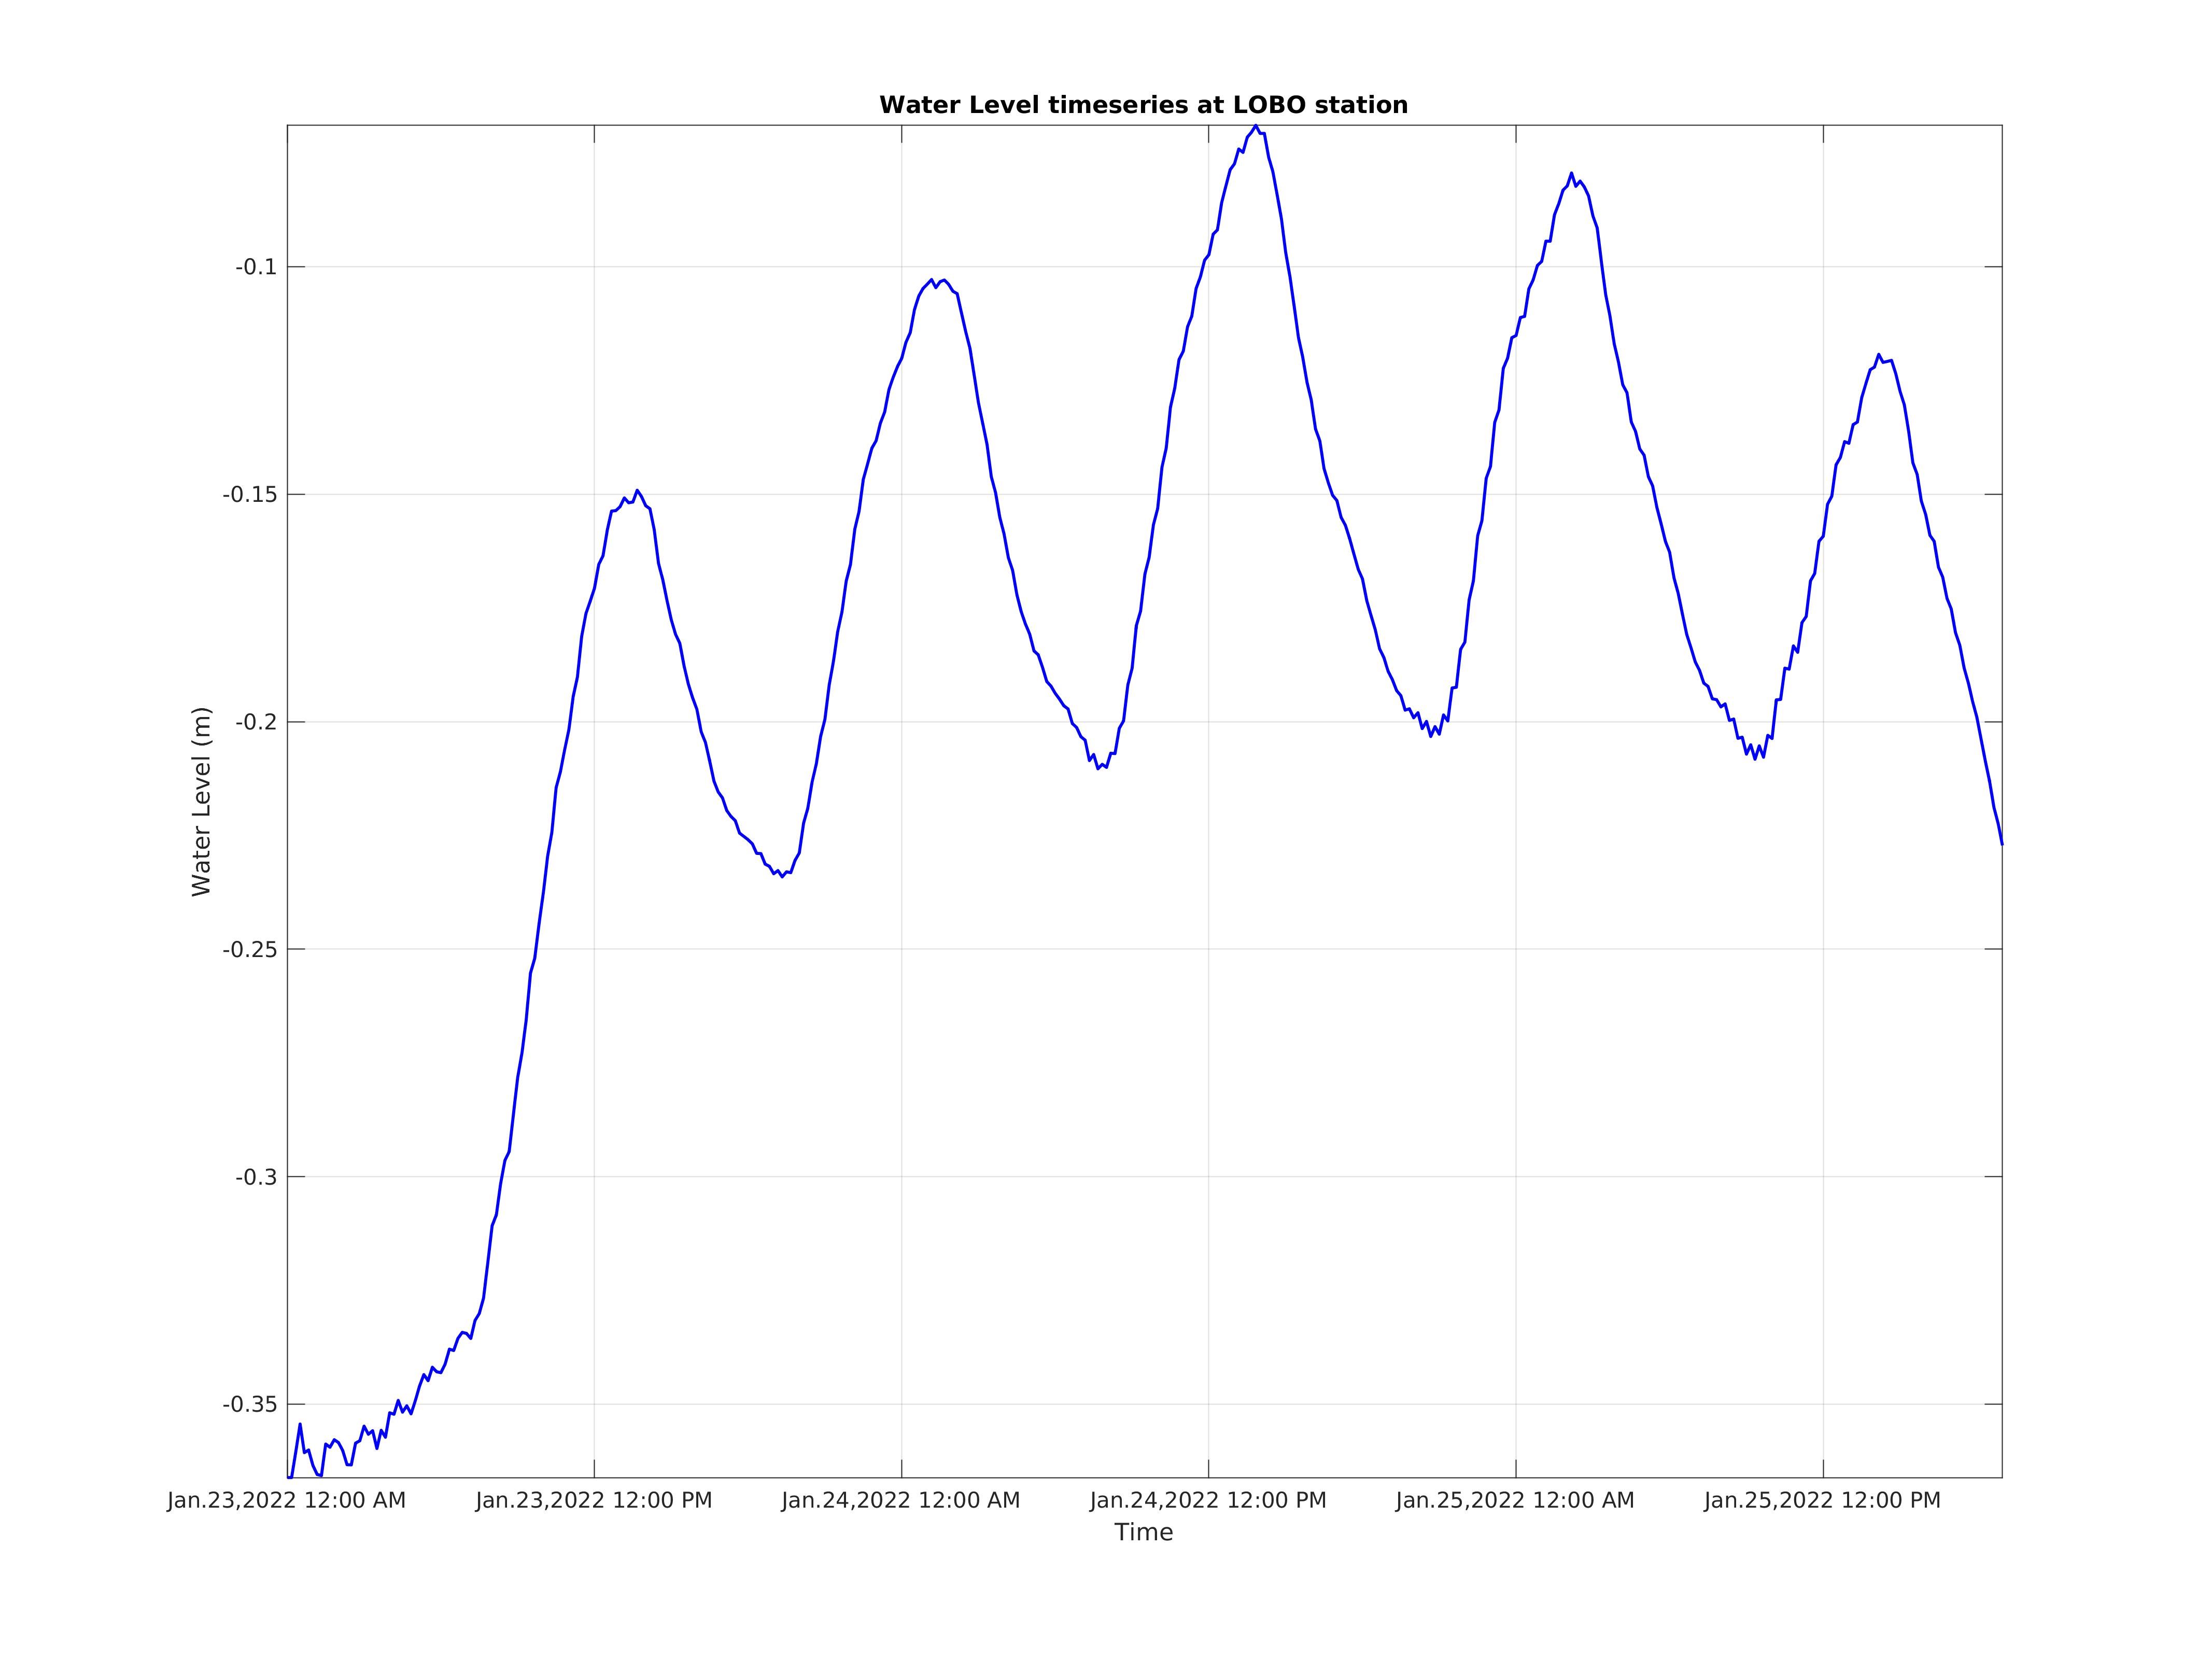 Water Level timeseries at LOBO station
-0.1
-0.15
-0.2
-0.25
-0.3
-0.35
Water Level (m)
Jan.23,2022 12:00 AM
Jan.23,2022 12:00 PM
Jan.24,2022 12:00 AM
Jan.24,2022 12:00 PM
Jan.25,2022 12:00 AM
Jan.25,2022 12:00 PM
Time